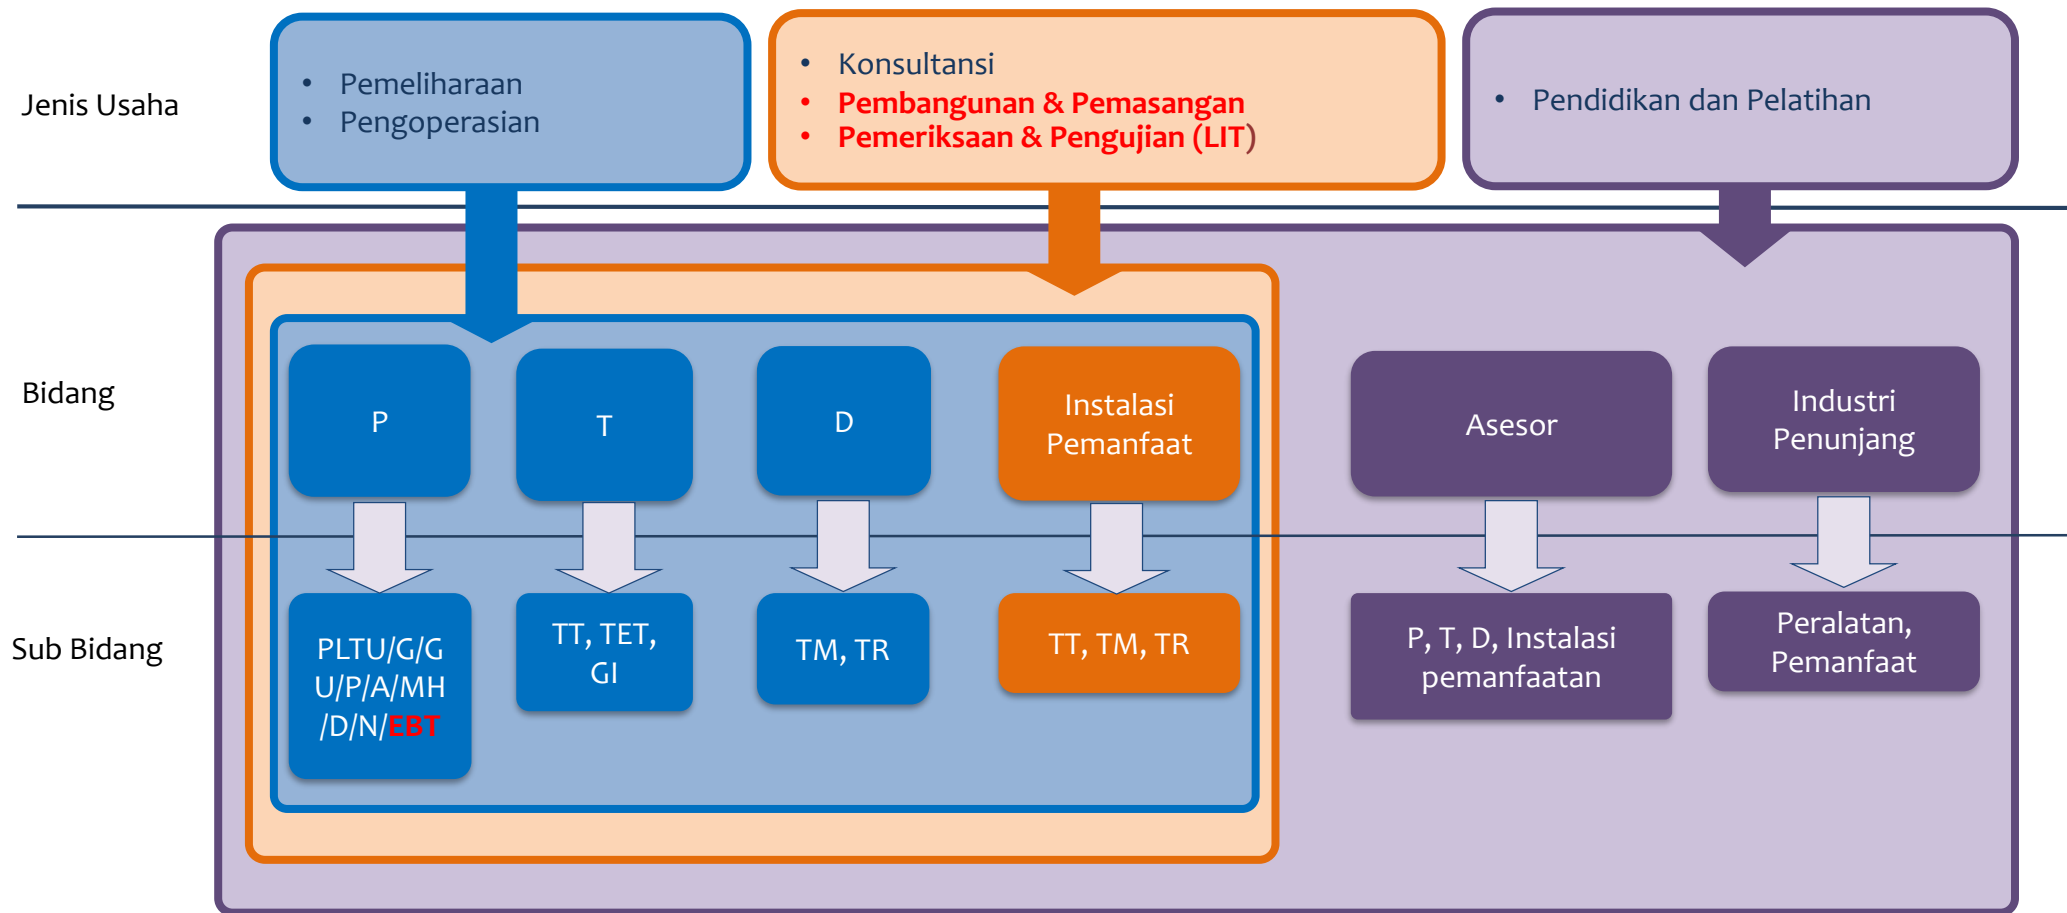 Jenis Usaha
• Pemeliharaan
• Pengoperasian
• Konsultansi
• Pembangunan & Pemasangan
• Pemeriksaan & Pengujian (LIT)
• Pendidikan dan Pelatihan
Bidang
P
T
D
Instalasi
Pemanfaat
Asesor
Industri
Penunjang
Sub Bidang
PLTU/G/G
U/P/A/MH
/D/N/EBT
TT, TET,
GI
TM, TR
TT, TM, TR
P, T, D, Instalasi
pemanfaatan
Peralatan,
Pemanfaat